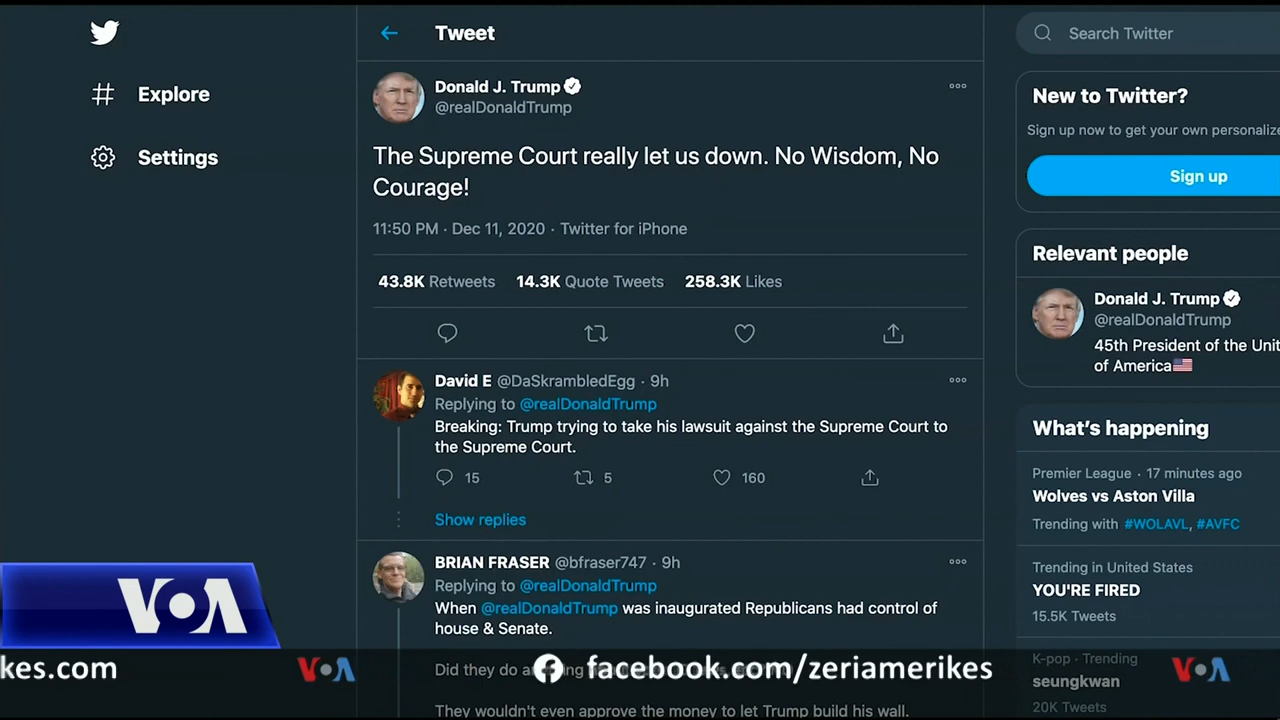 Tweet
Explore
Settings
Donald J. Trump
@realDonaldTrump
The Supreme Court really let us down. No Wisdom, No
Courage!
11:50 PM · Dec 11, 2020 · Twitter for iPhone
43.8K Retweets 14.3K Quote Tweets 258.3K Likes
David E @DaSkrambledEgg · 9h
Replying to @realDonaldTrump
Breaking: Trump trying to take his lawsuit against the Supreme Court to
the Supreme Court.
15 5 160
Show replies
BRIAN FRASER @bfraser747 · 9h
Replying to @realDonaldTrump
When @realDonaldTrump was inaugurated Republicans had control of
house & Senate.
Did they do
They wouldn't even approve the money to let Trump build his wall.
Search Twitter
New to Twitter?
Sign up now to get your own personalize
Sign up
Relevant people
Donald J. Trump
@realDonaldTrump
45th President of the Unit
of America🇺🇸
What's happening
Premier League · 17 minutes ago
Wolves vs Aston Villa
Trending with #WOLAVL, #AVFC
Trending in United States
YOU'RE FIRED
15.5K Tweets
K-pop · Trending
seungkwan
20K Tweets
VOA
kes.com VOA facebook.com/zeriamerikes VOA